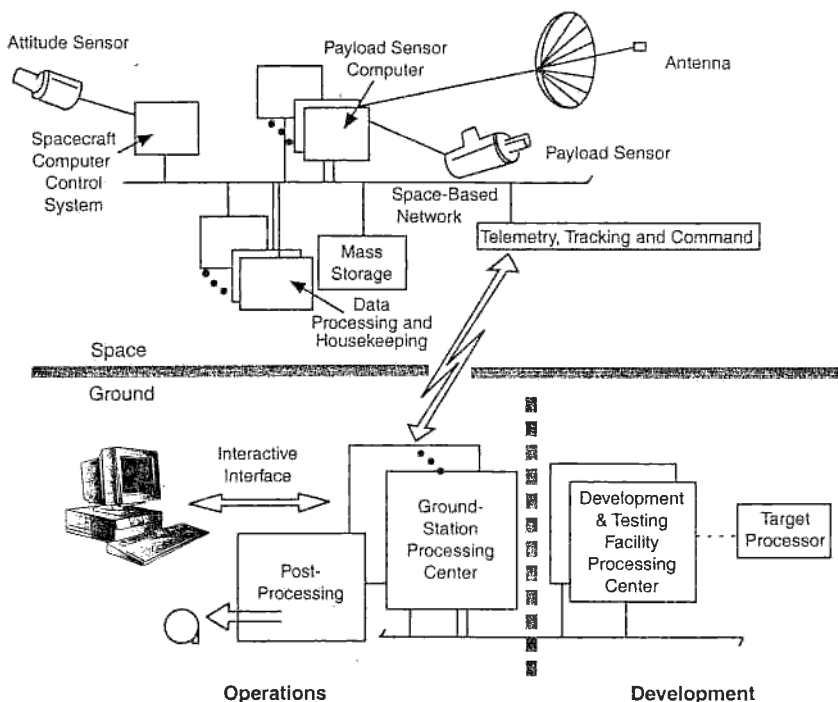 Attitude Sensor
Payload Sensor
Computer
Antenna
Spacecraft
Computer
Control
System
Payload Sensor
Space-Based
Network
Telemetry, Tracking and Command
Mass
Storage
Data
Processing and
Housekeeping
Space
Ground
Interactive
Interface
Ground-
Station
Processing
Center
Development
& Testing
Facility
Processing
Center
Target
Processor
Post-
Processing
Operations
Development